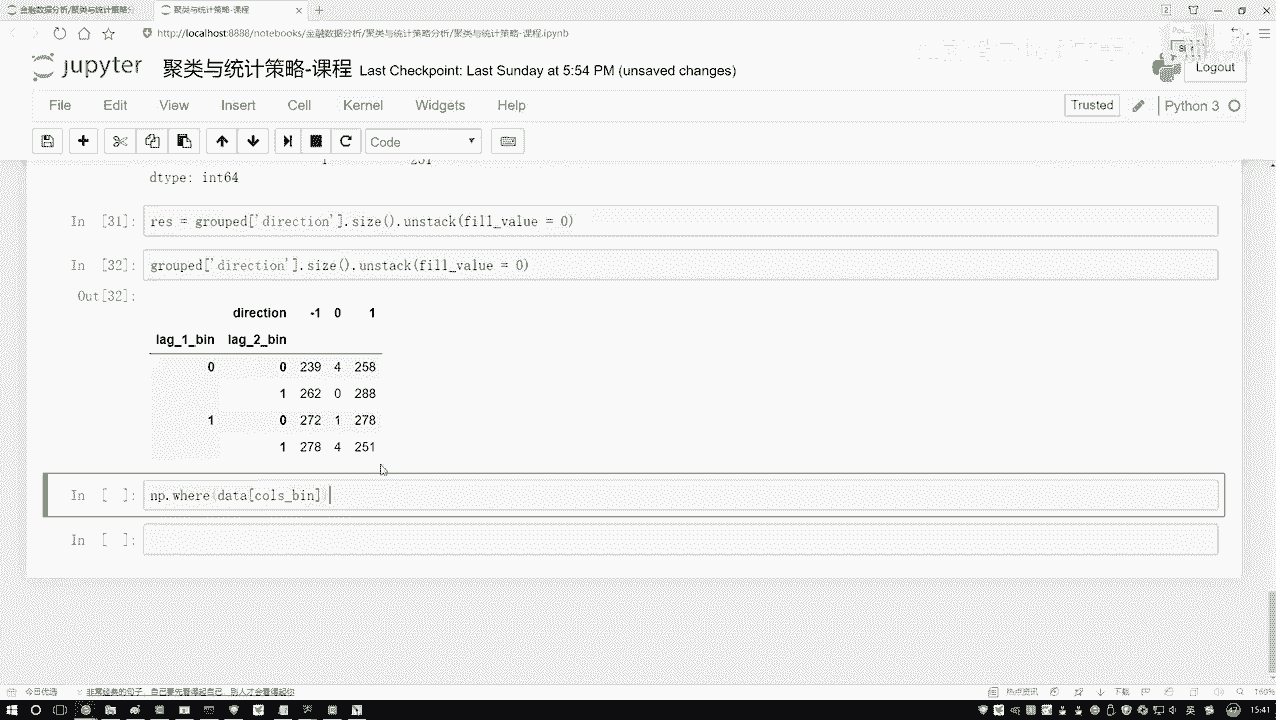 金融数据分析/聚类与统计策略分 聚类与统计策略-课程
http://localhost:8888/notebooks/金融数据分析/聚类与统计策略分析/聚类与统计策略-课程.ipynb
jupyter 聚类与统计策略-课程 Last Checkpoint: Last Sunday at 5:54 PM (unsaved changes) Logout
File Edit View Insert Cell Kernel Widgets Help Trusted Python 3
Code
dtype: int64
In [31]: res = grouped['direction'].size().unstack(fill_value = 0)
In [32]: grouped['direction'].size().unstack(fill_value = 0)
Out[32]:
direction -1 0 1
lag_1_bin lag_2_bin
0 0 239 4 258
1 262 0 288
1 0 272 1 278
1 278 4 251
In [ ]: np.where(data[cols_bin])
In [ ]:
今日优选 非常经典的句子,自己要先看得起自己,别人才会看得起你 热点资讯 下载 160%
15:41